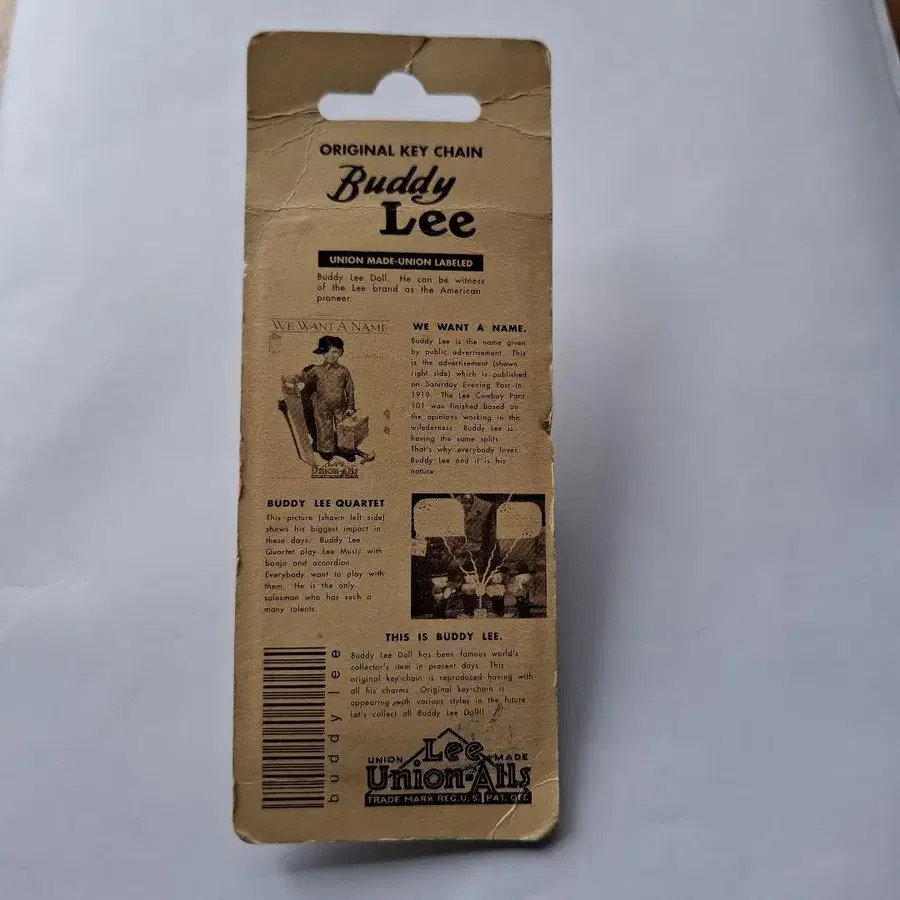 ORIGINAL KEY CHAIN
Buddy
Lee
UNION MADE-UNION LABELED
Buddy Lee Doll. He can be witness
of the Lee brand as the American
pioneer.
WE WANT A NAME
Lee
Union-Alls
WE WANT A NAME.
Buddy Lee is the name given
by public advertisement. This
is the advertisement (shown
right side) which is published
on Saturday Evening Post in
1919. The Lee Cowboy Pant
101 was finished based on
the opinions working in the
wilederness. Buddy Lee is
having the same splits.
That's why everybody loves
Buddy Lee and it is his
nature.
BUDDY LEE QUARTET
This picture (shown left side)
shows his biggest impact in
these days. Buddy Lee
Quartet play Lee Music with
banjo and accordion.
Everybody want to play with
them. He is the only
salesman who has such a
many talents.
THIS IS BUDDY LEE.
Buddy Lee Doll has been famous world's
collector's item in present days. This
original key-chain is reproduced having with
all his charms. Original key-chain is
appearing with various styles in the future.
Let's collect all Buddy Lee Doll!!
buddy lee
UNION Lee MADE
Union-Alls
TRADE MARK REG. U.S. PAT. OFF.